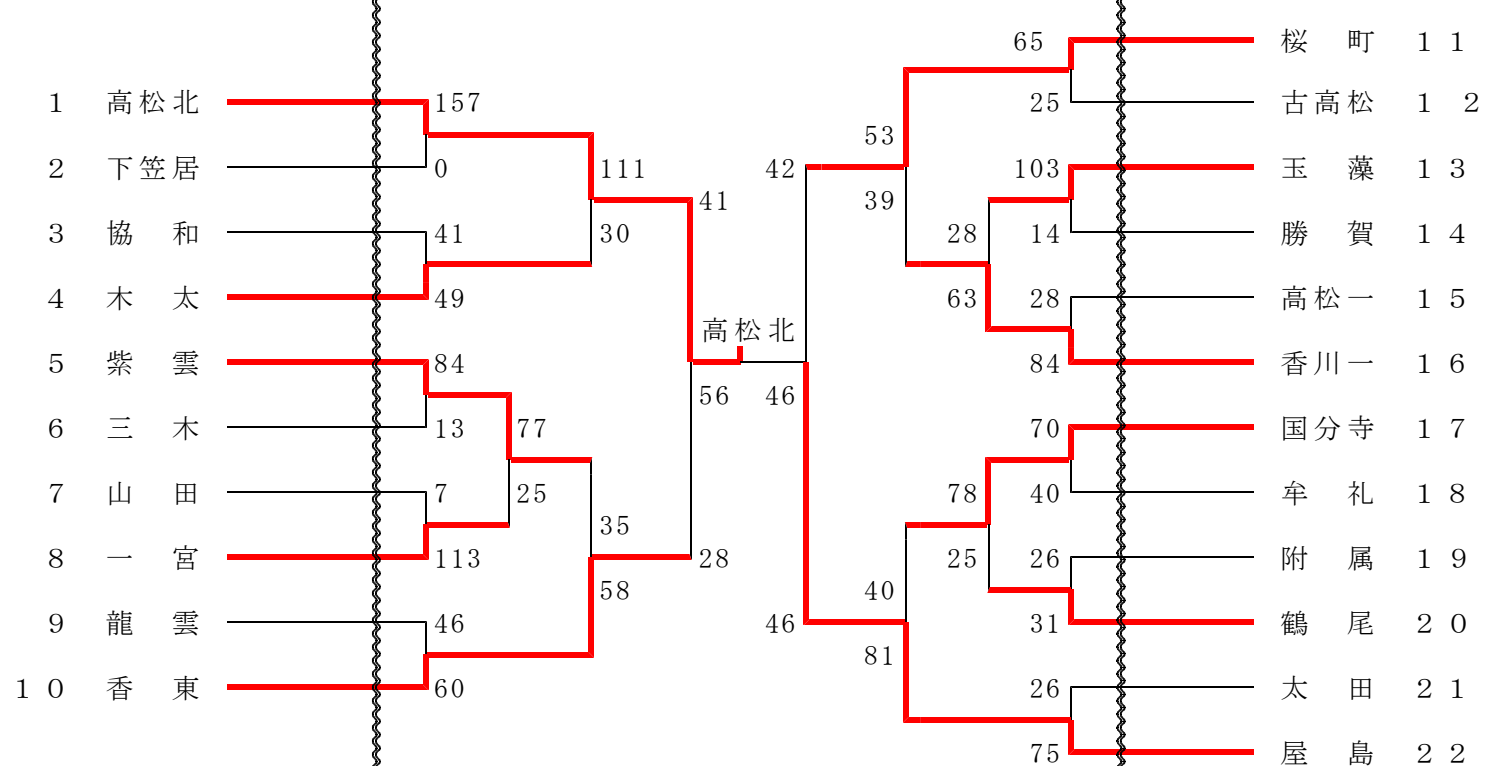 65 桜 町 １１
1 高松北 157
25 古高松 １２
53
2 下笠居 0
111 42
103 玉 藻 １３
41 39
3 協 和 41
30 28
14 勝 賀 １４
4 木 太 49
63 28 高松一 １５
高松北
5 紫 雲 84
84 香川一 １６
56 46
6 三 木 13
77
70 国分寺 １７
7 山 田 7
25
78 40 牟 礼 １８
35
8 一 宮 113
28
25 26 附 属 １９
58 40
9 龍 雲 46
46
31 鶴 尾 ２０
81
１０ 香 東 60
26 太 田 ２１
75 屋 島 ２２